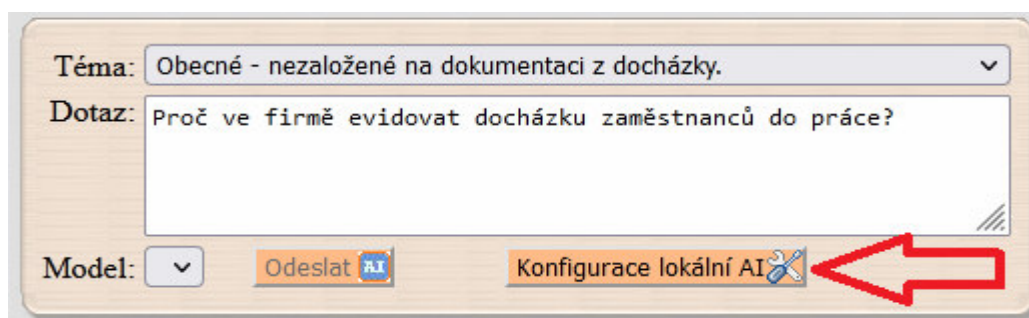 Téma: Obecné - nezaložené na dokumentaci z docházky.
Dotaz: Proč ve firmě evidovat docházku zaměstnanců do práce?
Model: Odeslat AI Konfigurace lokální AI